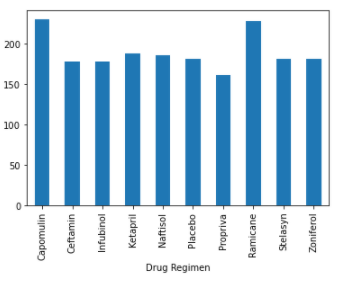 200
150
100
50
0
Capomulin
Ceftamin
Infubinol
Ketapril
Naftisol
Placebo
Propriva
Ramicane
Stelasyn
Zoniferol
Drug Regimen